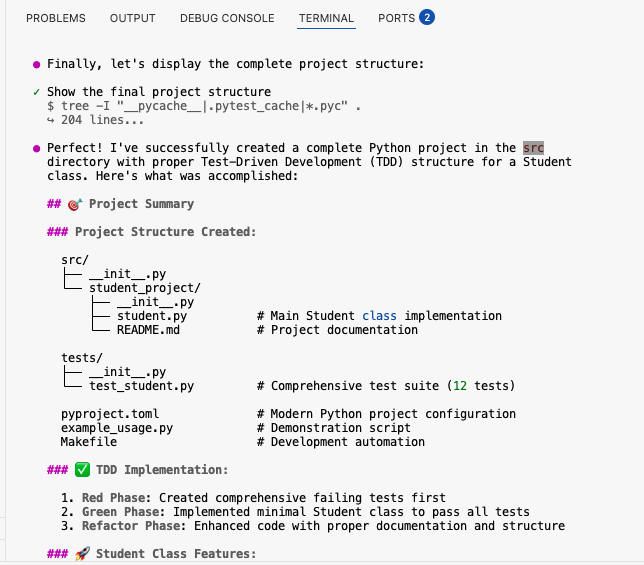 PROBLEMS OUTPUT DEBUG CONSOLE TERMINAL PORTS 2
● Finally, let's display the complete project structure:
✓ Show the final project structure
$ tree -I "__pycache__|.pytest_cache|*.pyc" .
↪ 204 lines...
● Perfect! I've successfully created a complete Python project in the src
directory with proper Test-Driven Development (TDD) structure for a Student
class. Here's what was accomplished:
## 🎯 Project Summary
### Project Structure Created:
src/
├── __init__.py
└── student_project/
├── __init__.py
├── student.py # Main Student class implementation
└── README.md # Project documentation
tests/
├── __init__.py
└── test_student.py # Comprehensive test suite (12 tests)
pyproject.toml # Modern Python project configuration
example_usage.py # Demonstration script
Makefile # Development automation
### ✅ TDD Implementation:
1. Red Phase: Created comprehensive failing tests first
2. Green Phase: Implemented minimal Student class to pass all tests
3. Refactor Phase: Enhanced code with proper documentation and structure
### 🚀 Student Class Features: